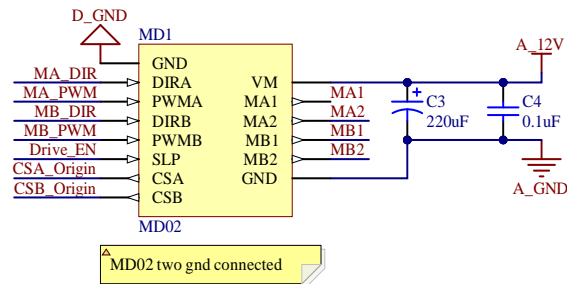 D_GND
MD1
A_12V
GND
MA_DIR DIRA VM
MA_PWM PWMA MA1 MA1
C3 C4
MB_DIR DIRB MA2 MA2
220uF 0.1uF
MB_PWM PWMB MB1 MB1
Drive_EN SLP MB2 MB2
CSA_Origin CSA GND
A_GND
CSB_Origin CSB
MD02
MD02 two gnd connected